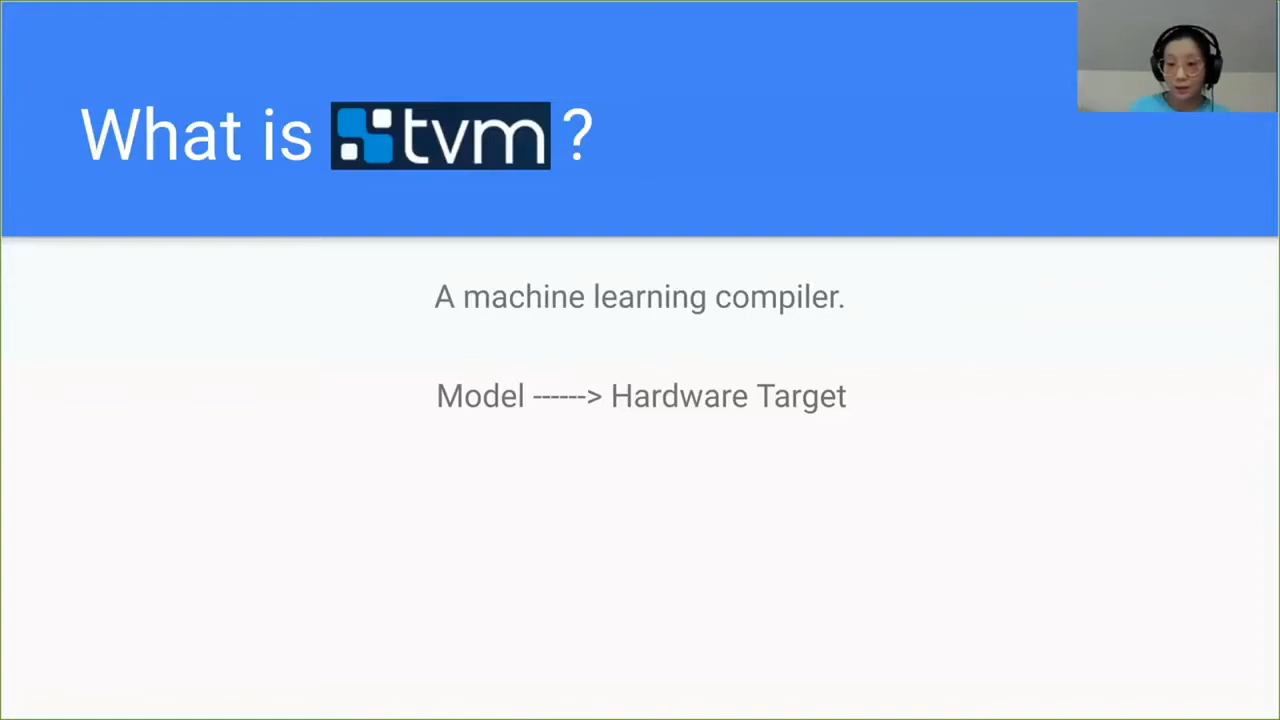 What is tvm ?
A machine learning compiler.
Model ------> Hardware Target